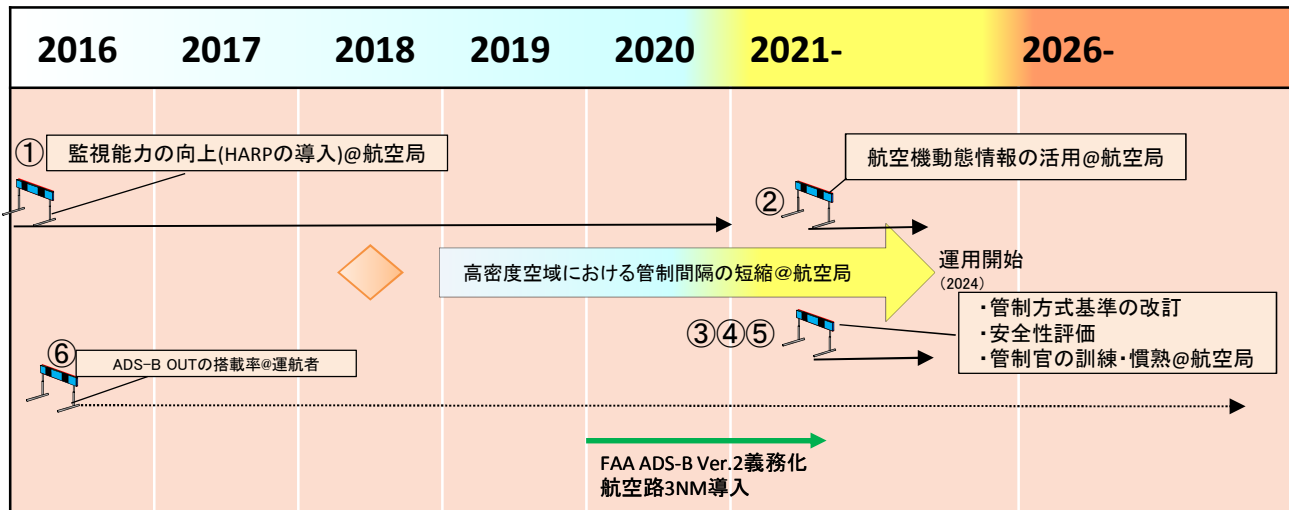 2016 2017 2018 2019 2020 2021- 2026-
① 監視能力の向上(HARPの導入)@航空局
航空機動態情報の活用@航空局
②
高密度空域における管制間隔の短縮@航空局
運用開始
(2024)
③④⑤
・管制方式基準の改訂
・安全性評価
・管制官の訓練・慣熟@航空局
⑥
ADS-B OUTの搭載率@運航者
FAA ADS-B Ver.2義務化
航空路3NM導入